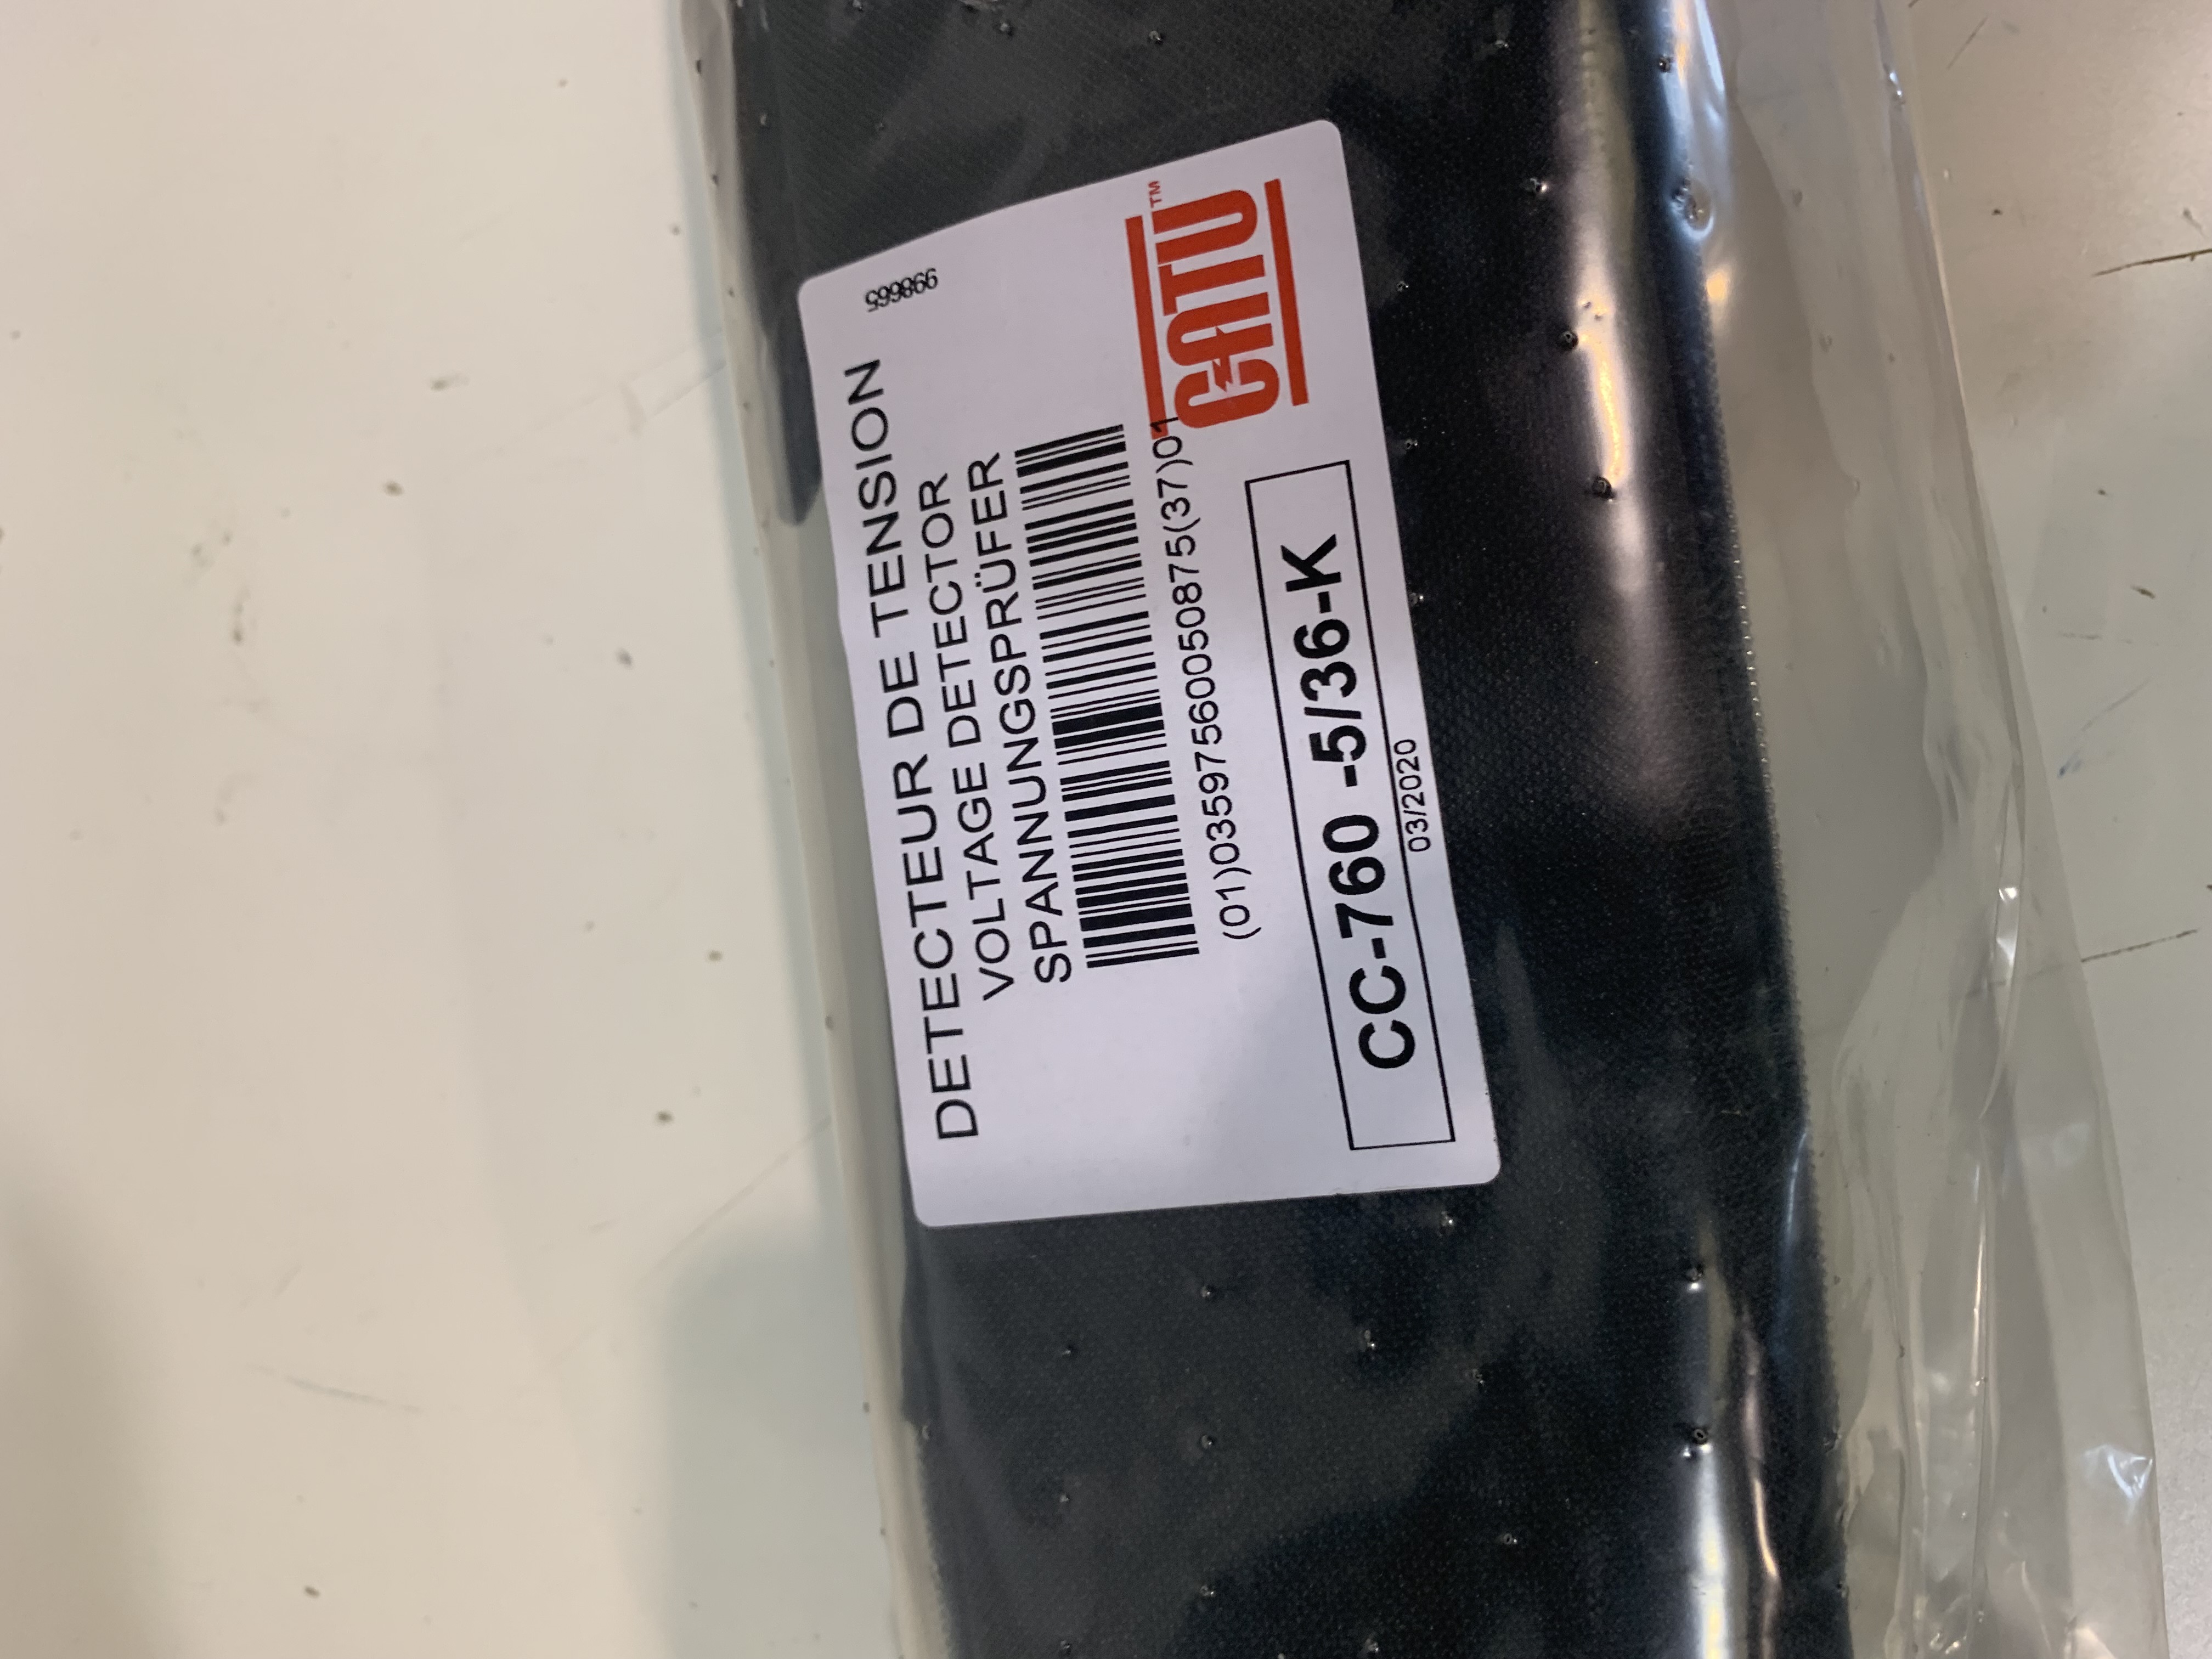 DETECTEUR DE TENSION
VOLTAGE DETECTOR
SPANNUNGSPRÜFER
(01)03597560050875(37)01
CATU™
CC-760 -5/36-K
03/2020
998665